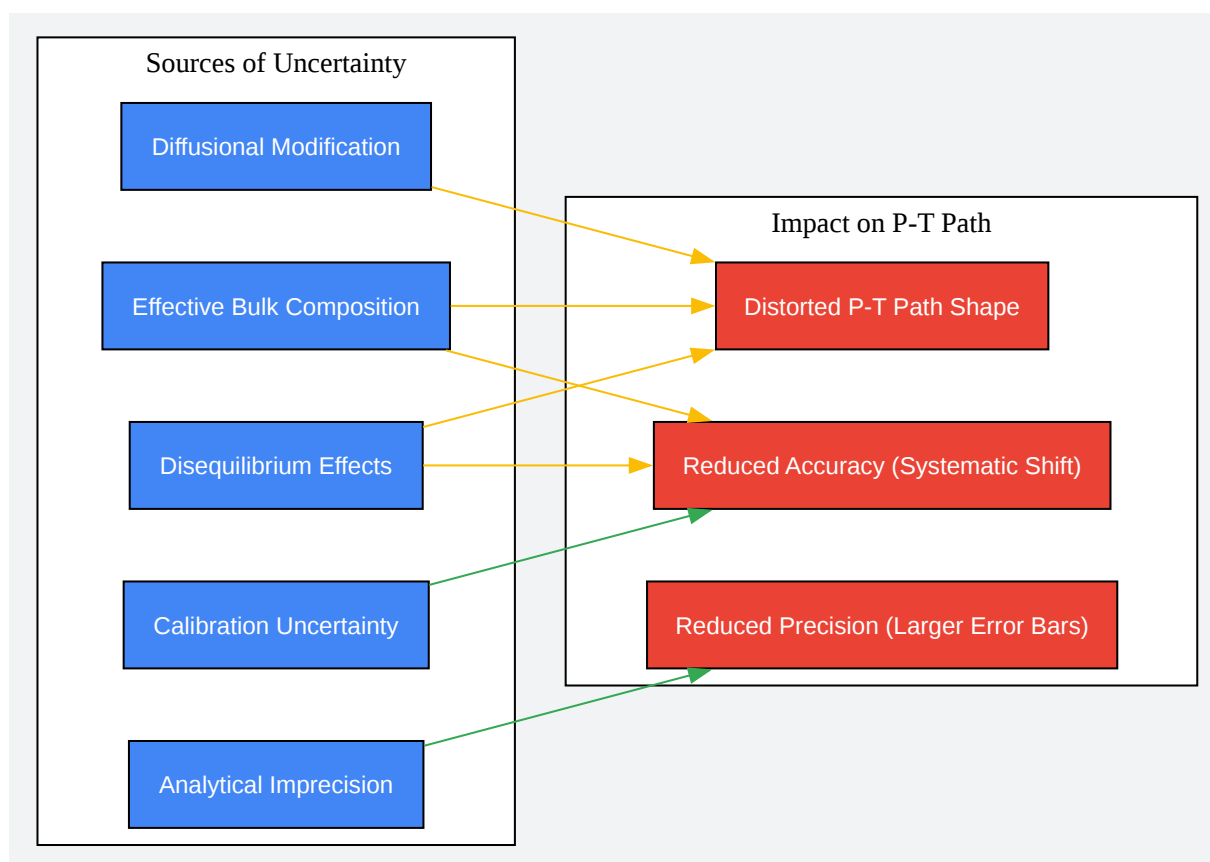 Sources of Uncertainty
Diffusional Modification
Effective Bulk Composition
Disequilibrium Effects
Calibration Uncertainty
Analytical Imprecision
Impact on P-T Path
Distorted P-T Path Shape
Reduced Accuracy (Systematic Shift)
Reduced Precision (Larger Error Bars)